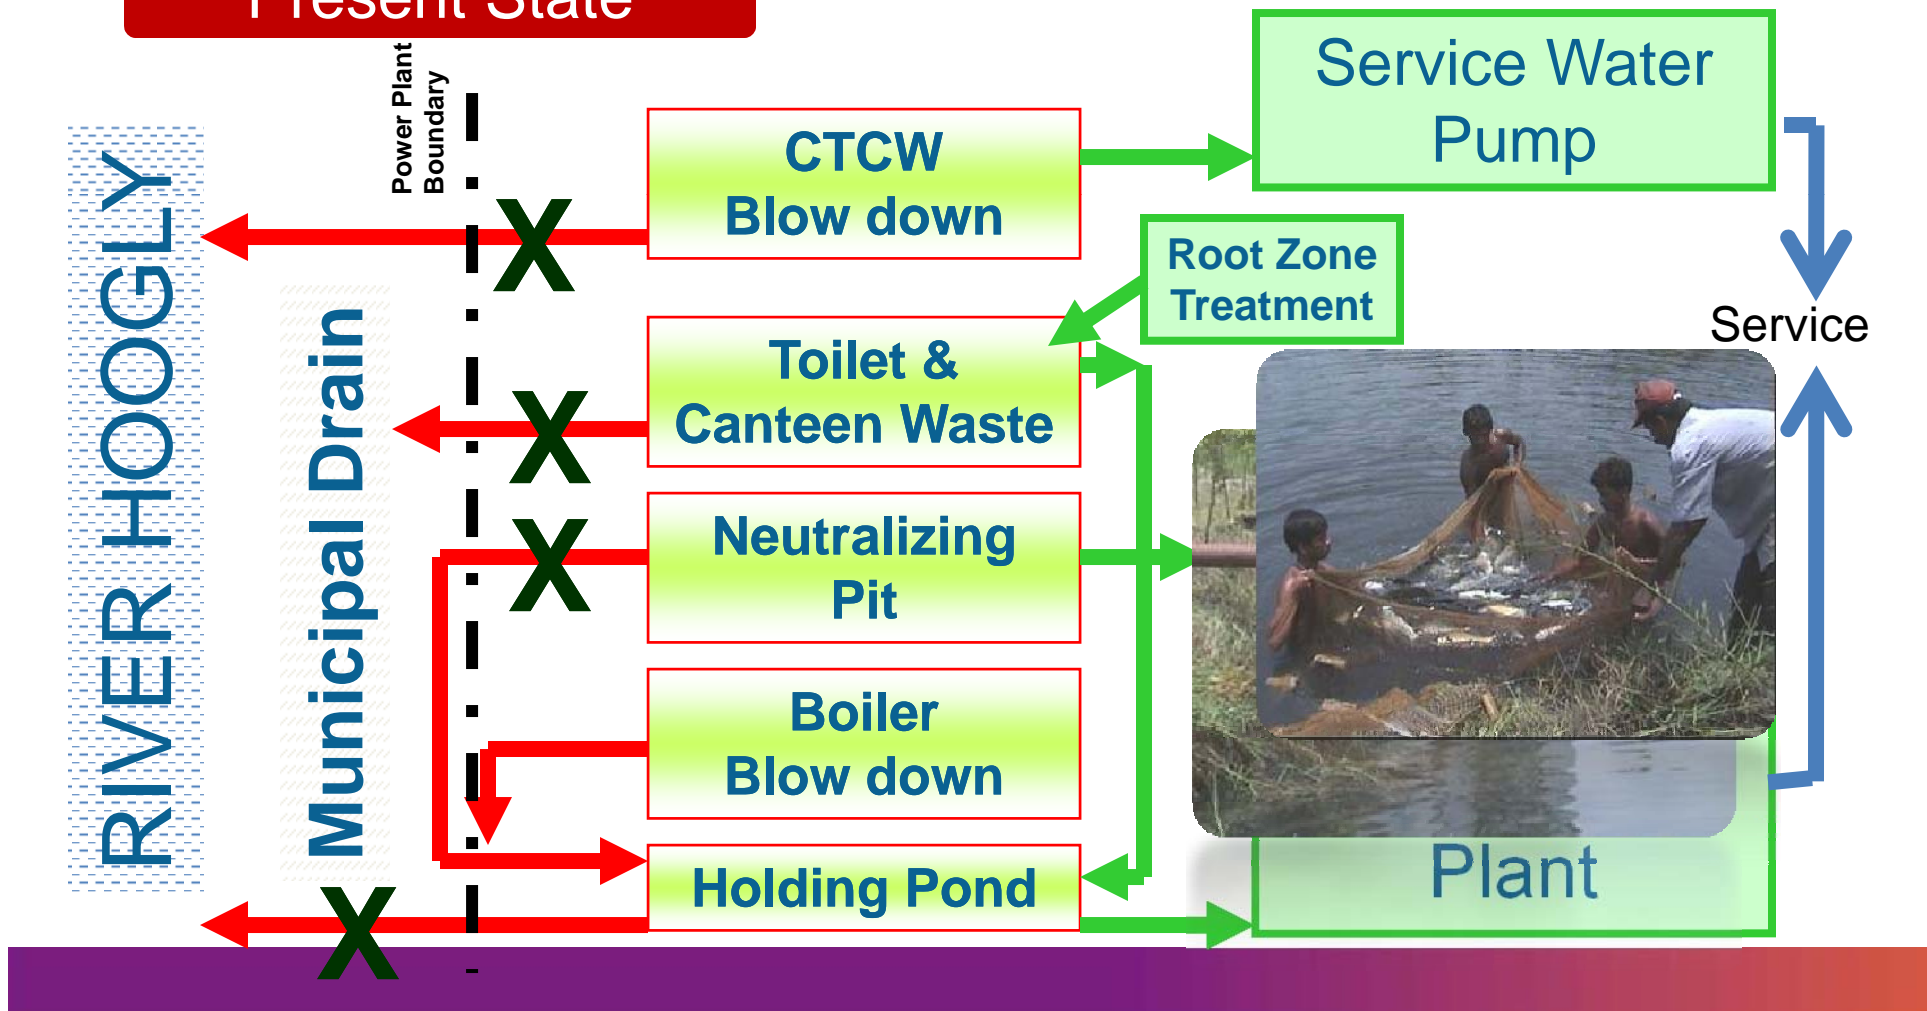 Present State
Power Plant
Boundary
RIVER HOOGLY
Municipal Drain
CTCW
Blow down
Service Water
Pump
Root Zone
Treatment
Service
Toilet &
Canteen Waste
Neutralizing
Pit
Boiler
Blow down
Holding Pond
Plant
X
X
X
X